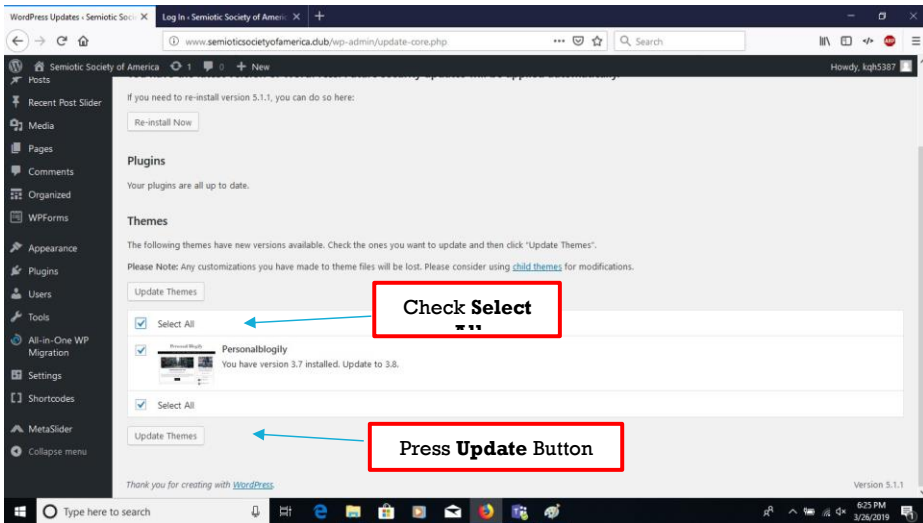 WordPress Updates ‹ Semiotic Soci
Log In ‹ Semiotic Society of Americ
www.semioticsocietyofamerica.club/wp-admin/update-core.php
Search
Semiotic Society of America 1 0 + New
Howdy, kqh5387
Posts
Recent Post Slider
Media
Pages
Comments
Organized
WPForms
Appearance
Plugins
Users
Tools
All-in-One WP
Migration
Settings
Shortcodes
MetaSlider
Collapse menu
If you need to re-install version 5.1.1, you can do so here:
Re-install Now
Plugins
Your plugins are all up to date.
Themes
The following themes have new versions available. Check the ones you want to update and then click "Update Themes".
Please Note: Any customizations you have made to theme files will be lost. Please consider using child themes for modifications.
Update Themes
Check Select
All
Select All
Personalblogily
You have version 3.7 installed. Update to 3.8.
Select All
Update Themes
Press Update Button
Thank you for creating with WordPress.
Version 5.1.1
Type here to search
6:25 PM
3/26/2019